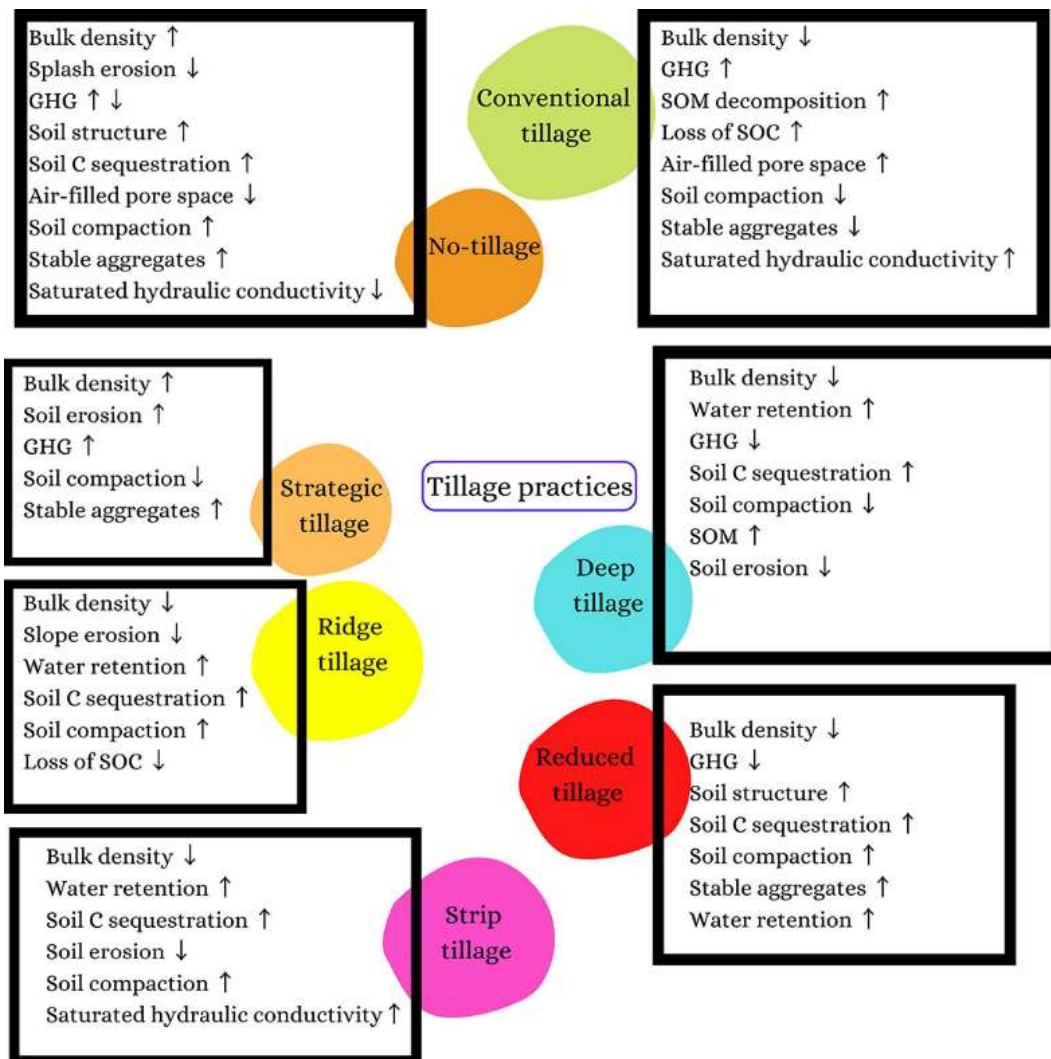 Bulk density ↑
Splash erosion ↓
GHG ↑ ↓
Soil structure ↑
Soil C sequestration ↑
Air-filled pore space ↓
Soil compaction ↑
Stable aggregates ↑
Saturated hydraulic conductivity ↓
No-tillage
Conventional
tillage
Bulk density ↓
GHG ↑
SOM decomposition ↑
Loss of SOC ↑
Air-filled pore space ↑
Soil compaction ↓
Stable aggregates ↓
Saturated hydraulic conductivity ↑
Bulk density ↑
Soil erosion ↑
GHG ↑
Soil compaction ↓
Stable aggregates ↑
Strategic
tillage
Tillage practices
Deep
tillage
Bulk density ↓
Water retention ↑
GHG ↓
Soil C sequestration ↑
Soil compaction ↓
SOM ↑
Soil erosion ↓
Bulk density ↓
Slope erosion ↓
Water retention ↑
Soil C sequestration ↑
Soil compaction ↑
Loss of SOC ↓
Ridge
tillage
Reduced
tillage
Bulk density ↓
GHG ↓
Soil structure ↑
Soil C sequestration ↑
Soil compaction ↑
Stable aggregates ↑
Water retention ↑
Bulk density ↓
Water retention ↑
Soil C sequestration ↑
Soil erosion ↓
Soil compaction ↑
Saturated hydraulic conductivity ↑
Strip
tillage